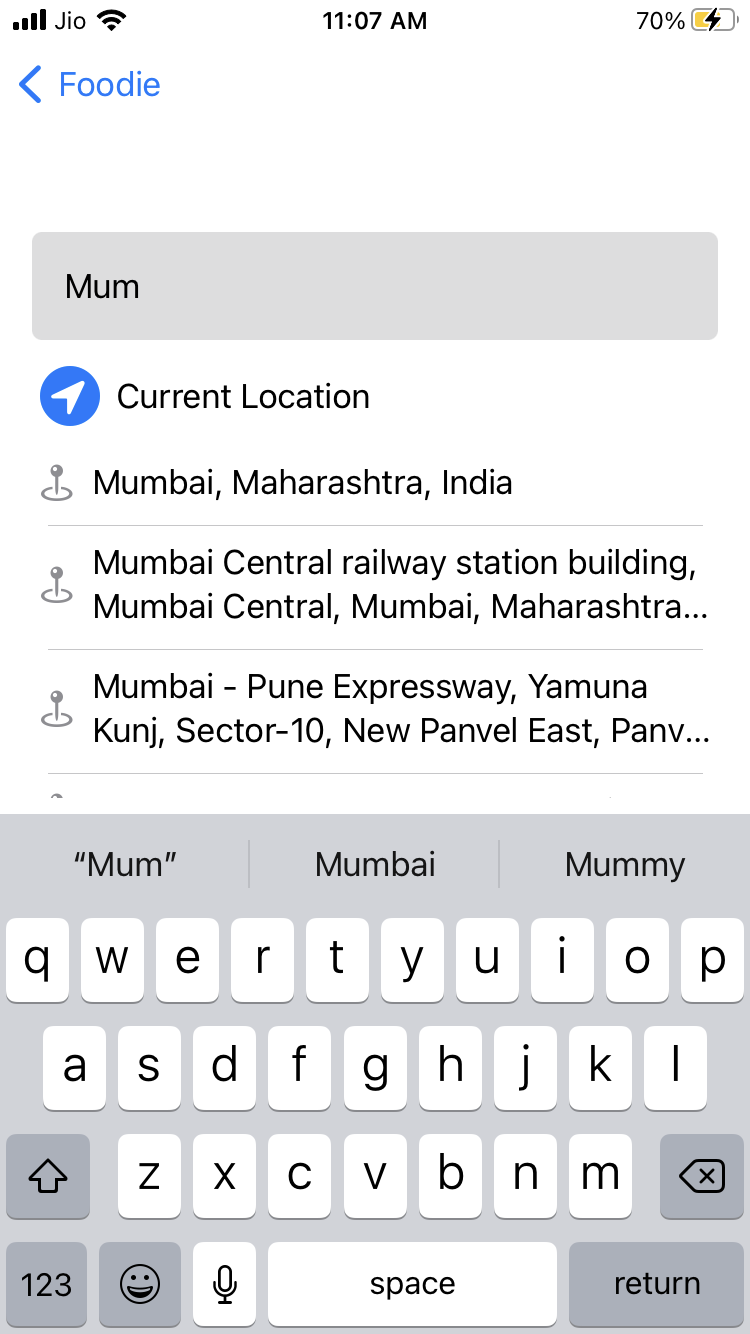 Jio 11:07 AM 70%
Foodie
Mum
Current Location
Mumbai, Maharashtra, India
Mumbai Central railway station building,
Mumbai Central, Mumbai, Maharashtra...
Mumbai - Pune Expressway, Yamuna
Kunj, Sector-10, New Panvel East, Panv...
“Mum” Mumbai Mummy
q w e r t y u i o p
a s d f g h j k l
z x c v b n m
123 space return